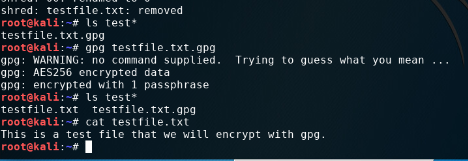 shred: testfile.txt: removed
root@kali:~# ls test*
testfile.txt.gpg
root@kali:~# gpg testfile.txt.gpg
gpg: WARNING: no command supplied.  Trying to guess what you mean ...
gpg: AES256 encrypted data
gpg: encrypted with 1 passphrase
root@kali:~# ls test*
testfile.txt  testfile.txt.gpg
root@kali:~# cat testfile.txt
This is a test file that we will encrypt with gpg.
root@kali:~#